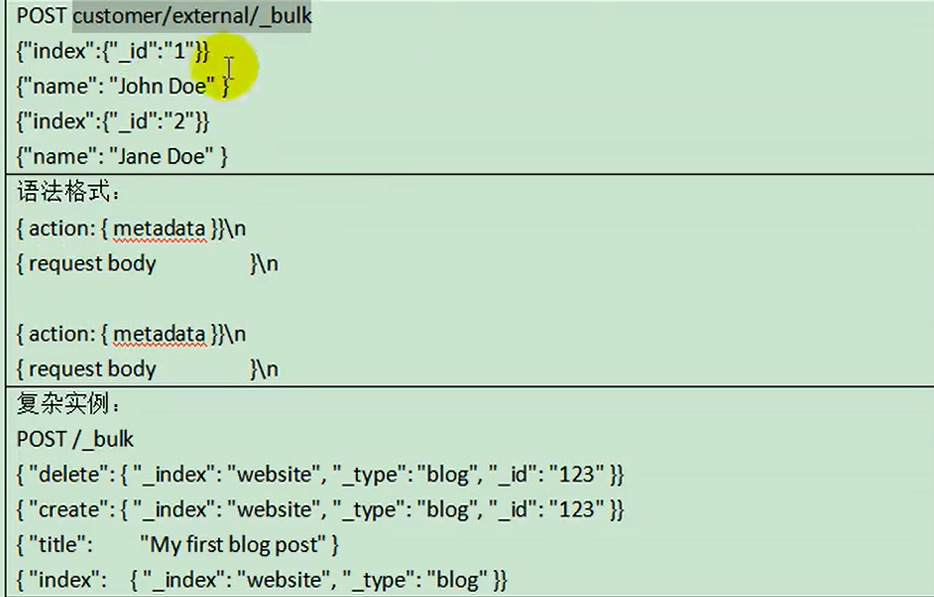 POST customer/external/_bulk
{"index":{"_id":"1"}}
{"name": "John Doe" }
{"index":{"_id":"2"}}
{"name": "Jane Doe" }
语法格式：
{ action: { metadata }}\n
{ request body }\n
{ action: { metadata }}\n
{ request body }\n
复杂实例：
POST /_bulk
{ "delete": { "_index": "website", "_type": "blog", "_id": "123" }}
{ "create": { "_index": "website", "_type": "blog", "_id": "123" }}
{ "title": "My first blog post" }
{ "index": { "_index": "website", "_type": "blog" }}